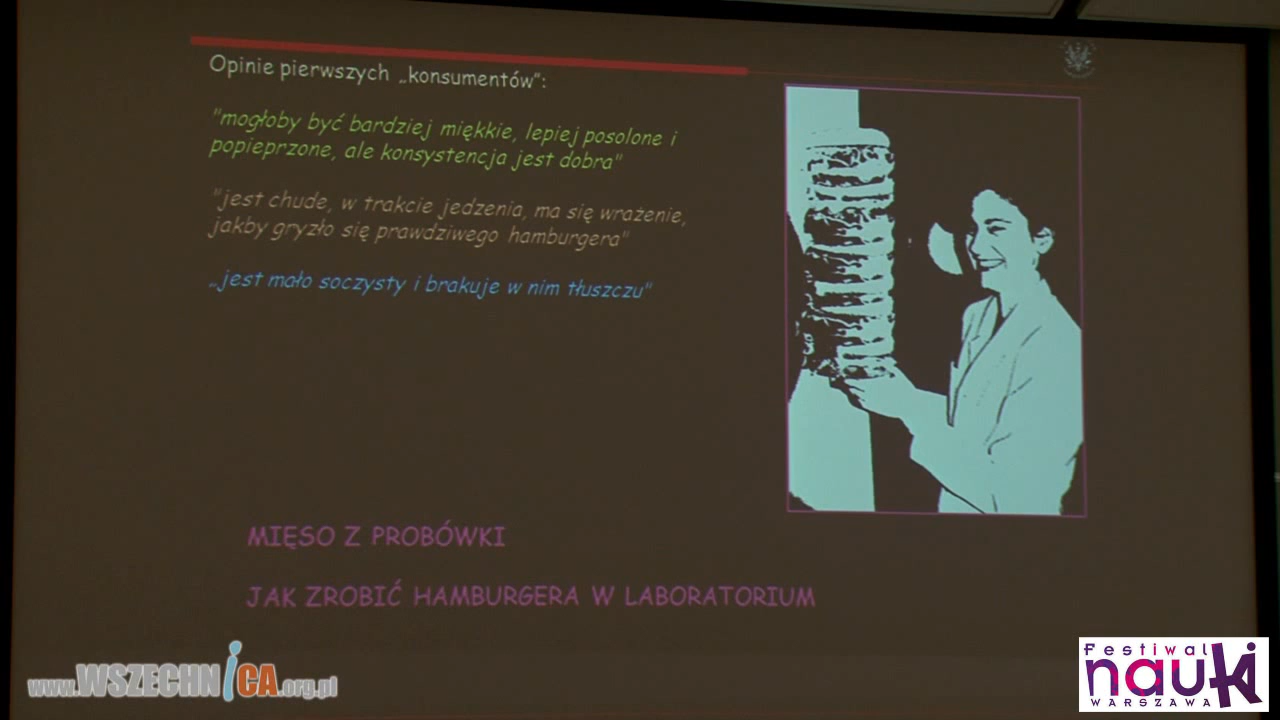 Opinie pierwszych „konsumentów":
"mogłoby być bardziej miękkie, lepiej posolone i
popieprzone, ale konsystencja jest dobra"
"jest chude, w trakcie jedzenia, ma się wrażenie,
jakby gryzło się prawdziwego hamburgera"
„jest mało soczysty i brakuje w nim tłuszczu"
MIĘSO Z PROBÓWKI
JAK ZROBIĆ HAMBURGERA W LABORATORIUM
www.WSZECHNICA.org.pl
Festiwal
nauki
WARSZAWA